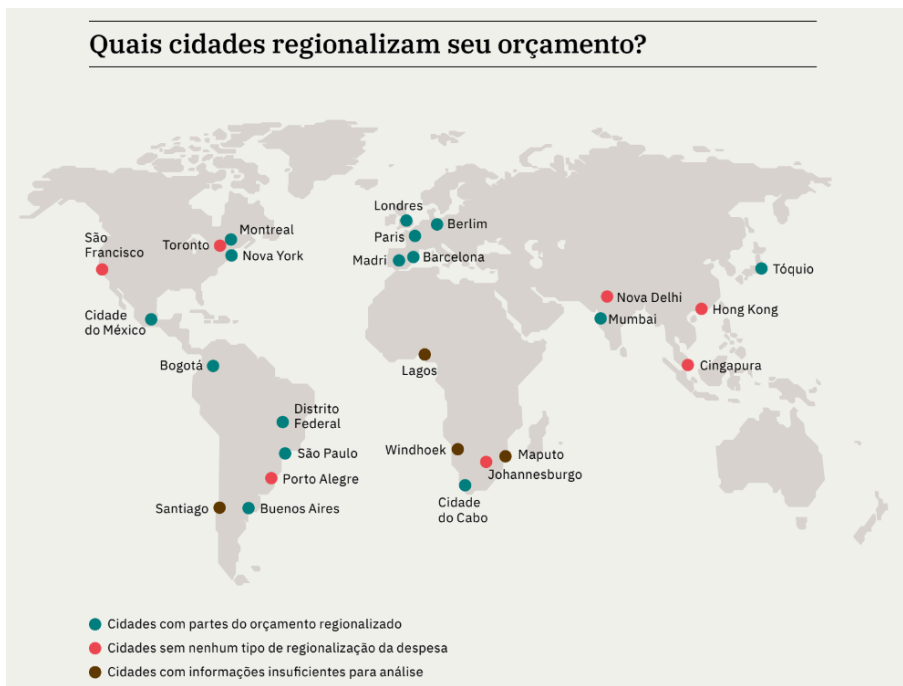 Quais cidades regionalizam seu orçamento?
Londres
Berlim
Montreal
São
Francisco
Toronto
Paris
Nova York
Madri
Barcelona
Tóquio
Nova Delhi
Hong Kong
Cidade
do México
Mumbai
Bogotá
Lagos
Cingapura
Distrito
Federal
São Paulo
Windhoek
Maputo
Porto Alegre
Johannesburgo
Santiago
Buenos Aires
Cidade
do Cabo
Cidades com partes do orçamento regionalizado
Cidades sem nenhum tipo de regionalização da despesa
Cidades com informações insuficientes para análise